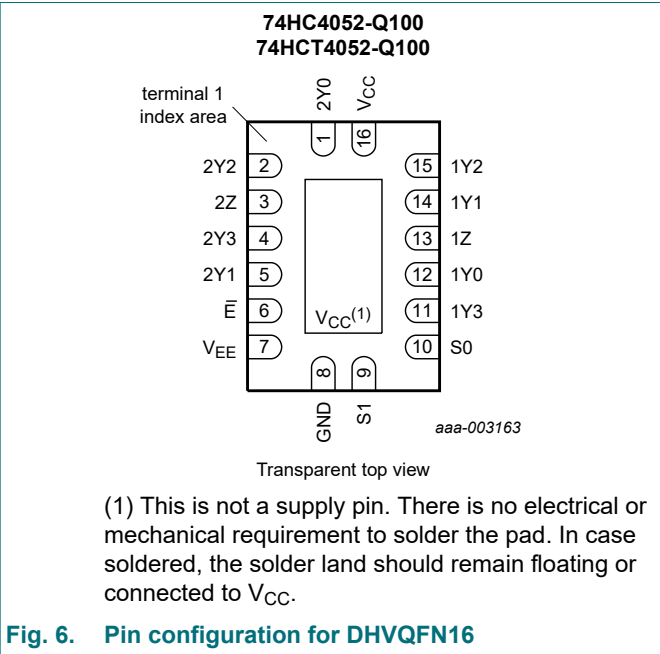 74HC4052-Q100
74HCT4052-Q100
terminal 1
index area
2Y0
VCC
1
16
2Y2 2
15 1Y2
2Z 3
14 1Y1
2Y3 4
13 1Z
2Y1 5
12 1Y0
E̅ 6
11 1Y3
VCC(1)
VEE 7
10 S0
8
9
GND
S1
aaa-003163
Transparent top view
(1) This is not a supply pin. There is no electrical or
mechanical requirement to solder the pad. In case
soldered, the solder land should remain floating or
connected to VCC.
Fig. 6. Pin configuration for DHVQFN16